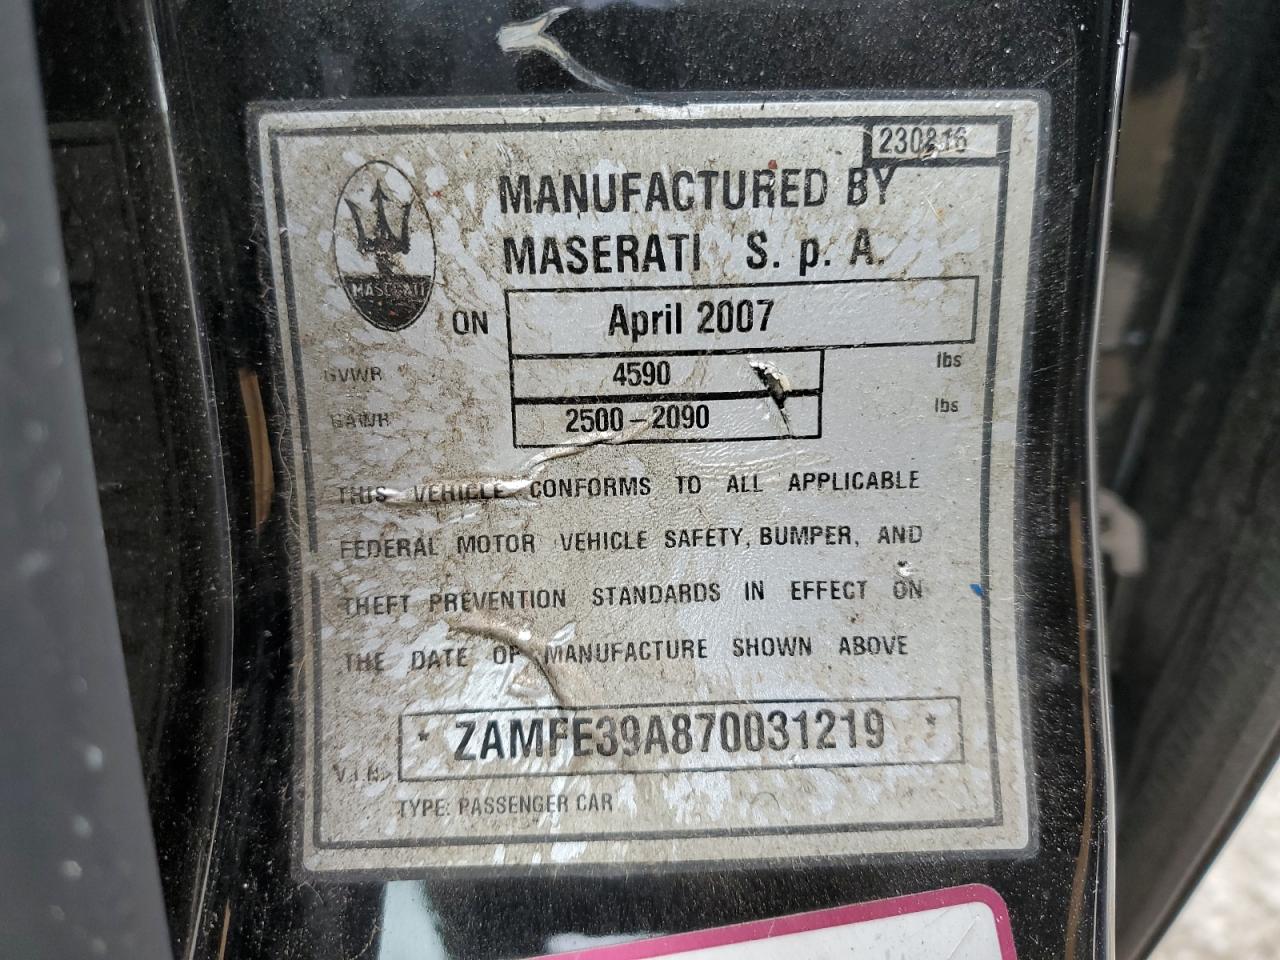 230816
MANUFACTURED BY
MASERATI S. p. A.
MASERATI
ON April 2007
GVWR 4590 lbs
GAWR 2500-2090 lbs
THIS VEHICLE CONFORMS TO ALL APPLICABLE
FEDERAL MOTOR VEHICLE SAFETY, BUMPER, AND
THEFT PREVENTION STANDARDS IN EFFECT ON
THE DATE OF MANUFACTURE SHOWN ABOVE
V.I.N. * ZAMFE39A870031219 *
TYPE: PASSENGER CAR